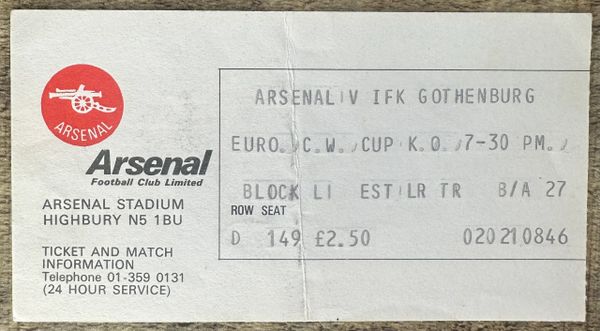 ARSENAL
Arsenal
Football Club Limited
ARSENAL STADIUM
HIGHBURY N5 1BU
TICKET AND MATCH
INFORMATION
Telephone 01-359 0131
(24 HOUR SERVICE)
ARSENAL V IFK GOTHENBURG
EURO. C.W. CUP K.O. 7-30 PM.
BLOCK LI EST LR TR B/A 27
ROW SEAT
D 149 £2.50 020210846